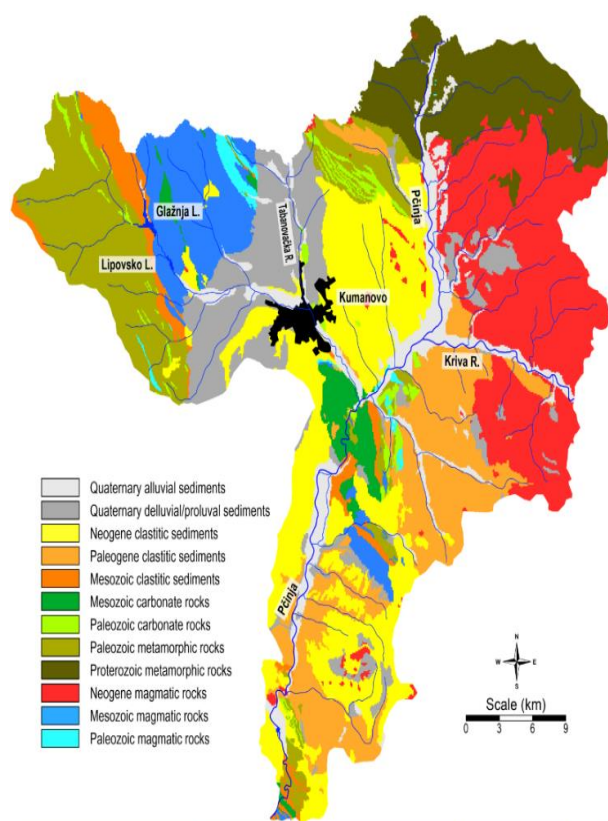 Glažnja L.
Lipovsko L.
Tabanovačka R.
Pčinja
Kumanovo
Kriva R.
Pčinja
Quaternary alluvial sediments
Quaternary delluvial/proluval sediments
Neogene clastitic sediments
Paleogene clastitic sediments
Mesozoic clastitic sediments
Mesozoic carbonate rocks
Paleozoic carbonate rocks
Paleozoic metamorphic rocks
Proterozoic metamorphic rocks
Neogene magmatic rocks
Mesozoic magmatic rocks
Paleozoic magmatic rocks
N
W E
S
Scale (km)
0 3 6 9